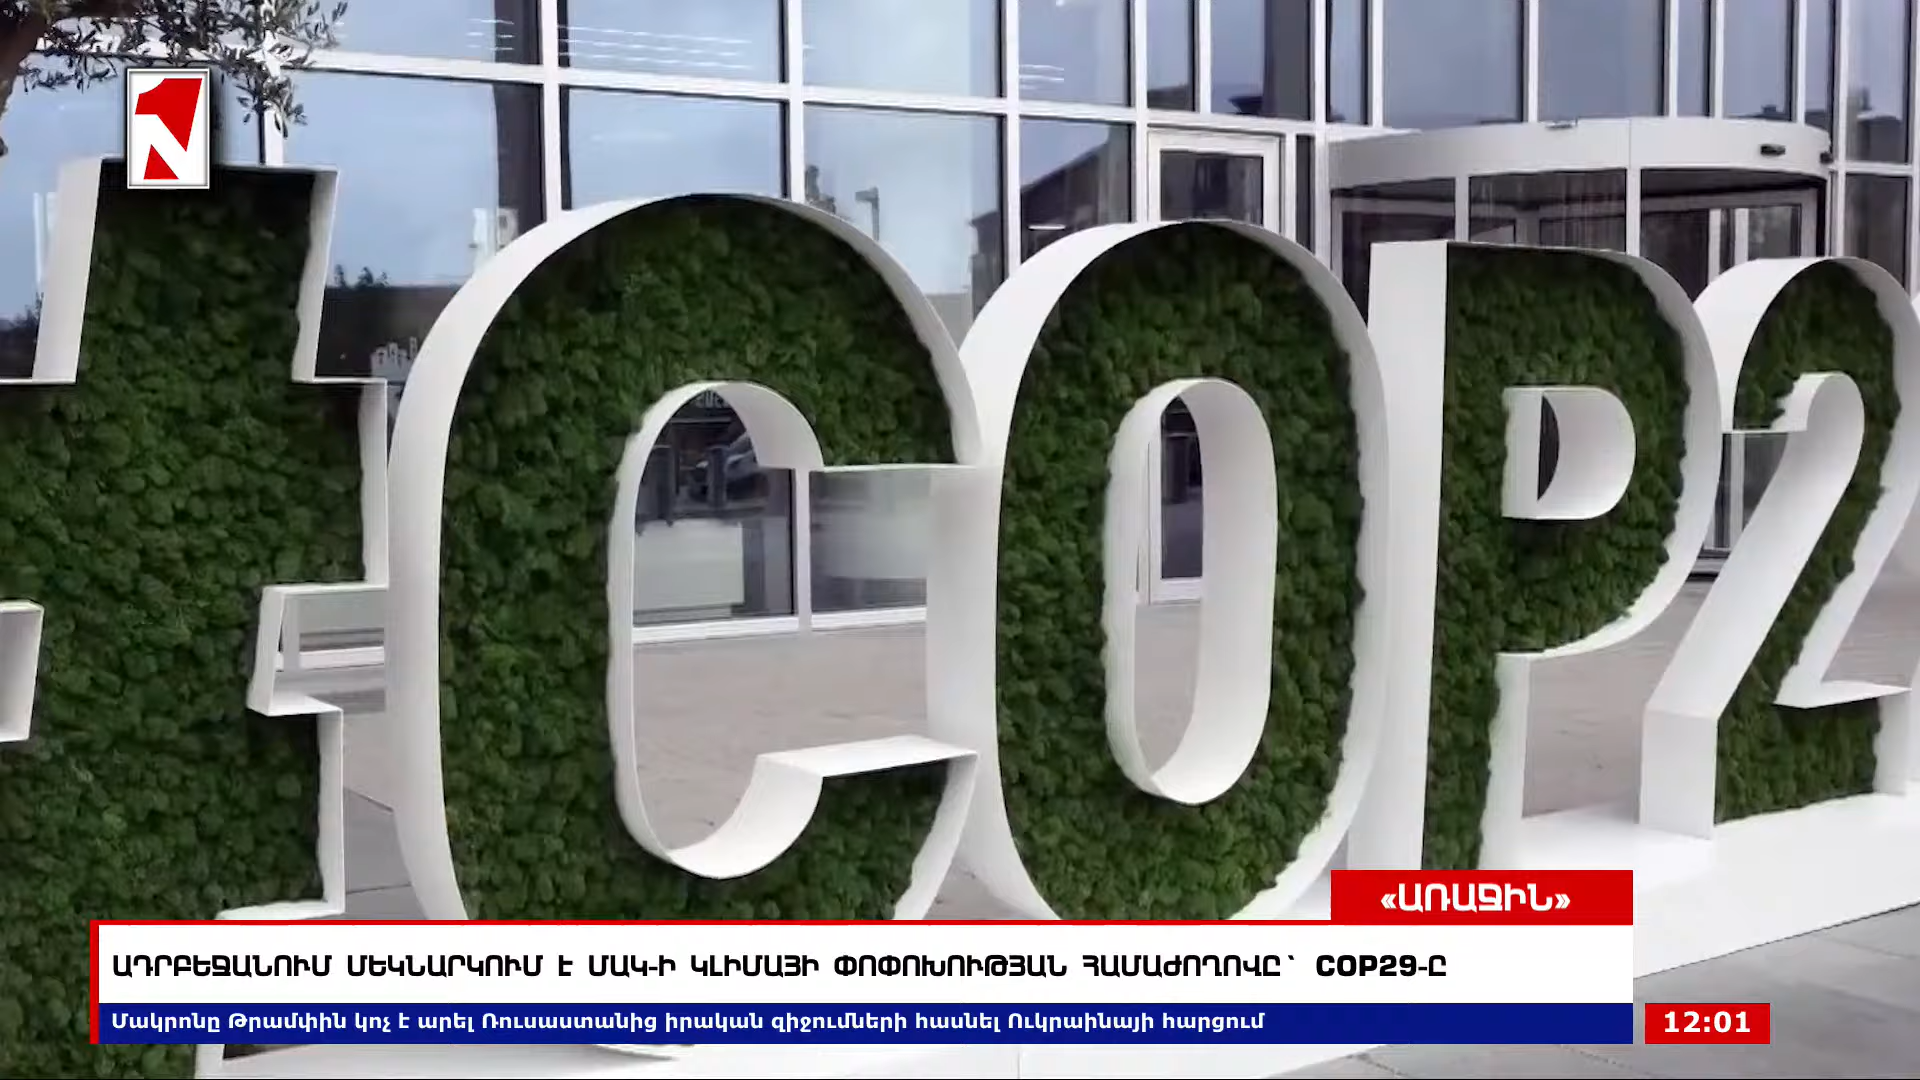 1N
#COP2
«ԱՌԱՋԻՆ»
ԱԴՐԲԵՋԱՆՈՒՄ ՄԵԿՆԱՐԿՈՒՄ Է ՄԱԿ-Ի ԿԼԻՄԱՅԻ ՓՈՓՈԽՈՒԹՅԱՆ ՀԱՄԱԺՈՂՈՎԸ՝ COP29-Ը
Մակրոնը Թրամփին կոչ է արել Ռուսաստանից իրական զիջումների հասնել Ուկրաինայի հարցում
12:01